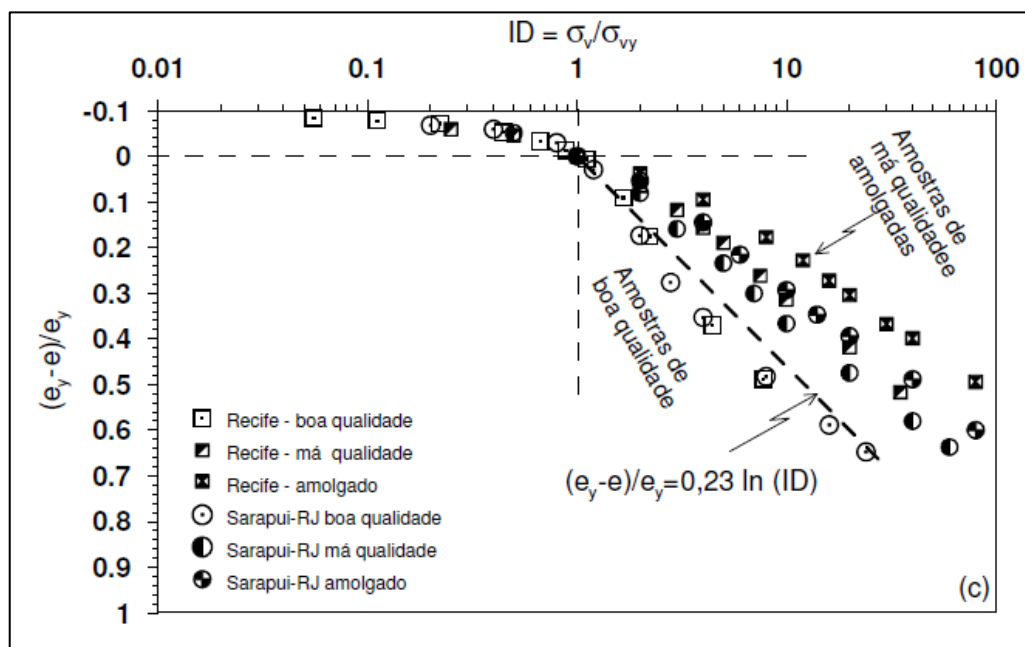 ID = σv/σvy
0.01 0.1 1 10 100
-0.1
0
0.1
0.2
0.3
0.4
0.5
0.6
0.7
0.8
0.9
1
(ey-e)/ey
Amostras de
má qualidadee
amolgadas
Amostras de
boa qualidade
(ey-e)/ey=0,23 ln (ID)
Recife - boa qualidade
Recife - má qualidade
Recife - amolgado
Sarapui-RJ boa qualidade
Sarapui-RJ má qualidade
Sarapui-RJ amolgado
(c)